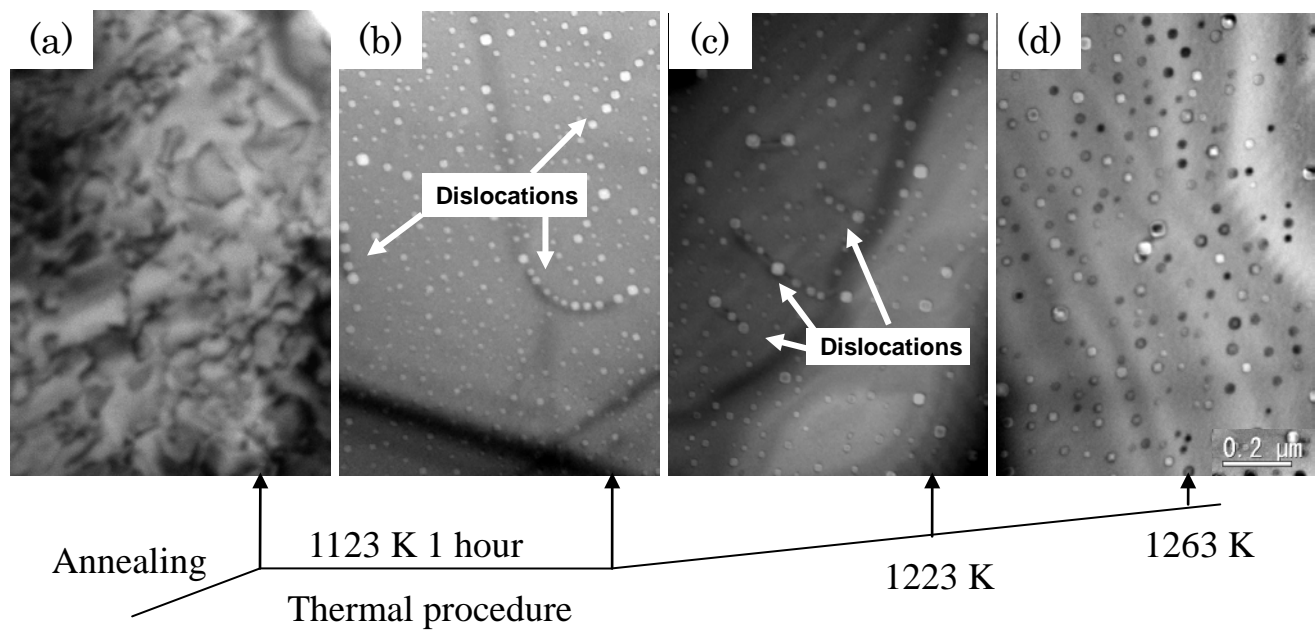 (a)
(b)
(c)
(d)
Dislocations
Dislocations
0.2 μm
Annealing
1123 K 1 hour
Thermal procedure
1223 K
1263 K